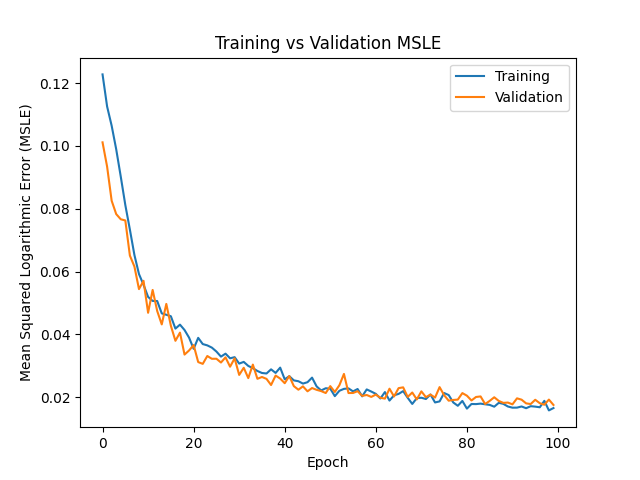 Training vs Validation MSLE
Training
Validation
Mean Squared Logarithmic Error (MSLE)
0.12
0.10
0.08
0.06
0.04
0.02
0
20
40
60
80
100
Epoch